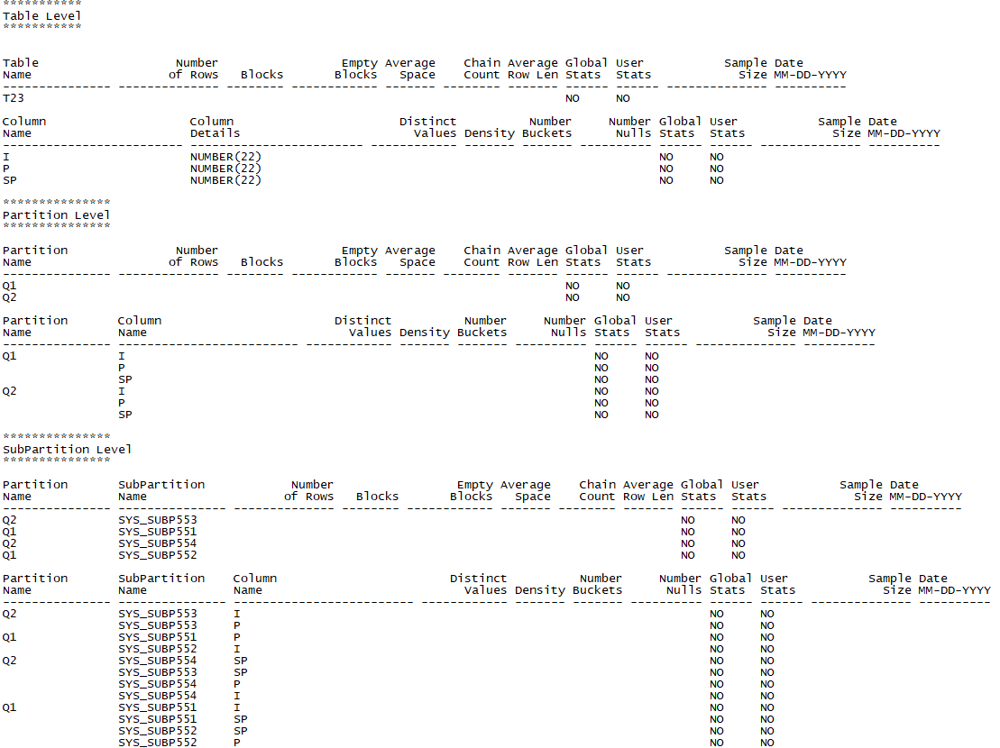 ***********
Table Level
***********
Table                   Number                 Empty Average    Chain Average Global User           Sample Date
Name                   of Rows   Blocks       Blocks   Space    Count Row Len Stats  Stats            Size MM-DD-YYYY
--------------- -------------- -------- ------------ ------- -------- ------- ------ ------ -------------- ----------
T23                                                                           NO     NO
Column                    Column                       Distinct          Number     Number Global User           Sample Date
Name                      Details                        Values Density Buckets      Nulls Stats  Stats            Size MM-DD-YYYY
------------------------- ------------------------ ------------ ------- ------- ---------- ------ ------ -------------- ----------
I                         NUMBER(22)                                                       NO     NO
P                         NUMBER(22)                                                       NO     NO
SP                        NUMBER(22)                                                       NO     NO
***************
Partition Level
***************
Partition               Number                 Empty Average    Chain Average Global User           Sample Date
Name                   of Rows   Blocks       Blocks   Space    Count Row Len Stats  Stats            Size MM-DD-YYYY
--------------- -------------- -------- ------------ ------- -------- ------- ------ ------ -------------- ----------
Q1                                                                            NO     NO
Q2                                                                            NO     NO
Partition       Column                        Distinct          Number     Number Global User           Sample Date
Name            Name                            Values Density Buckets      Nulls Stats  Stats            Size MM-DD-YYYY
--------------- ------------------------- ------------ ------- ------- ---------- ------ ------ -------------- ----------
Q1              I                                                                 NO     NO
                P                                                                 NO     NO
                SP                                                                NO     NO
Q2              I                                                                 NO     NO
                P                                                                 NO     NO
                SP                                                                NO     NO
***************
SubPartition Level
***************
Partition       SubPartition            Number                 Empty Average    Chain Average Global User           Sample Date
Name            Name                   of Rows   Blocks       Blocks   Space    Count Row Len Stats  Stats            Size MM-DD-YYYY
--------------- --------------- -------------- -------- ------------ ------- -------- ------- ------ ------ -------------- ----------
Q2              SYS_SUBP553                                                                   NO     NO
Q1              SYS_SUBP551                                                                   NO     NO
Q2              SYS_SUBP554                                                                   NO     NO
Q1              SYS_SUBP552                                                                   NO     NO
Partition       SubPartition    Column                        Distinct          Number     Number Global User           Sample Date
Name            Name            Name                            Values Density Buckets      Nulls Stats  Stats            Size MM-DD-YYYY
--------------- --------------- ------------------------- ------------ ------- ------- ---------- ------ ------ -------------- ----------
Q2              SYS_SUBP553     I                                                                 NO     NO
                SYS_SUBP553     P                                                                 NO     NO
Q1              SYS_SUBP551     P                                                                 NO     NO
                SYS_SUBP552     I                                                                 NO     NO
Q2              SYS_SUBP554     SP                                                                NO     NO
                SYS_SUBP553     SP                                                                NO     NO
                SYS_SUBP554     P                                                                 NO     NO
                SYS_SUBP554     I                                                                 NO     NO
Q1              SYS_SUBP551     I                                                                 NO     NO
                SYS_SUBP551     SP                                                                NO     NO
                SYS_SUBP552     SP                                                                NO     NO
                SYS_SUBP552     P                                                                 NO     NO